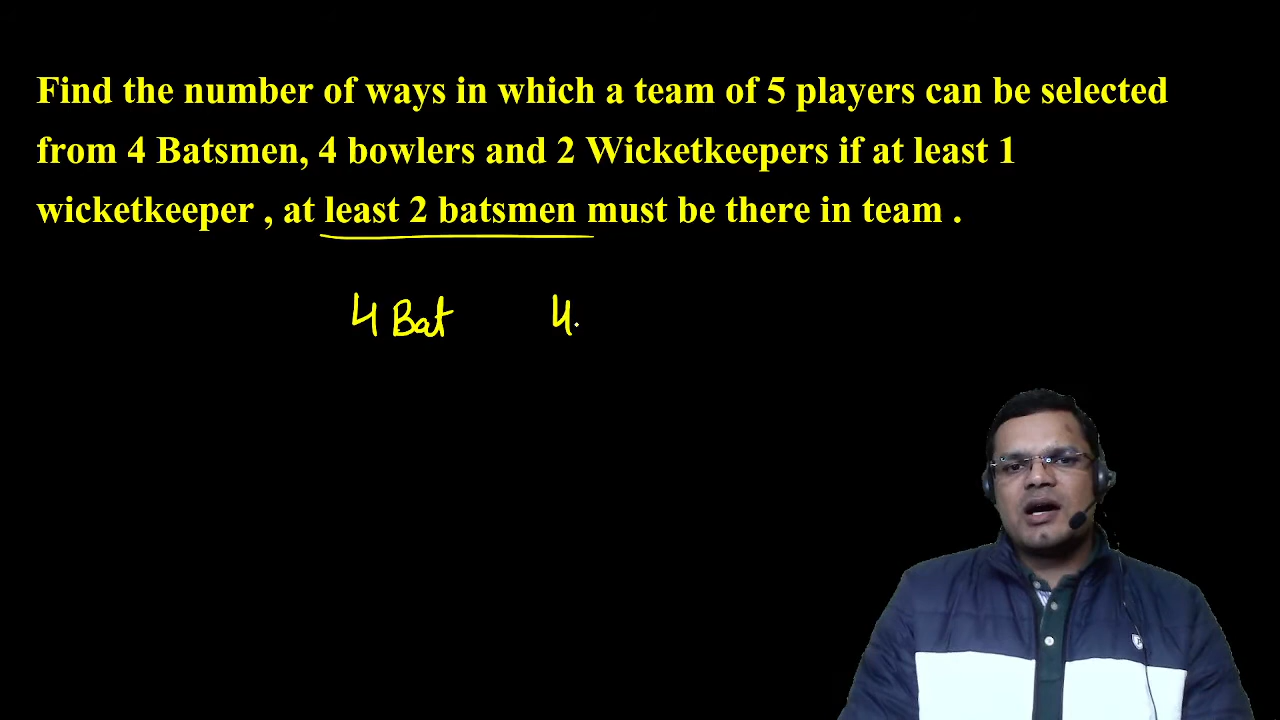 Find the number of ways in which a team of 5 players can be selected
from 4 Batsmen, 4 bowlers and 2 Wicketkeepers if at least 1
wicketkeeper , at least 2 batsmen must be there in team .
4 Bat 4